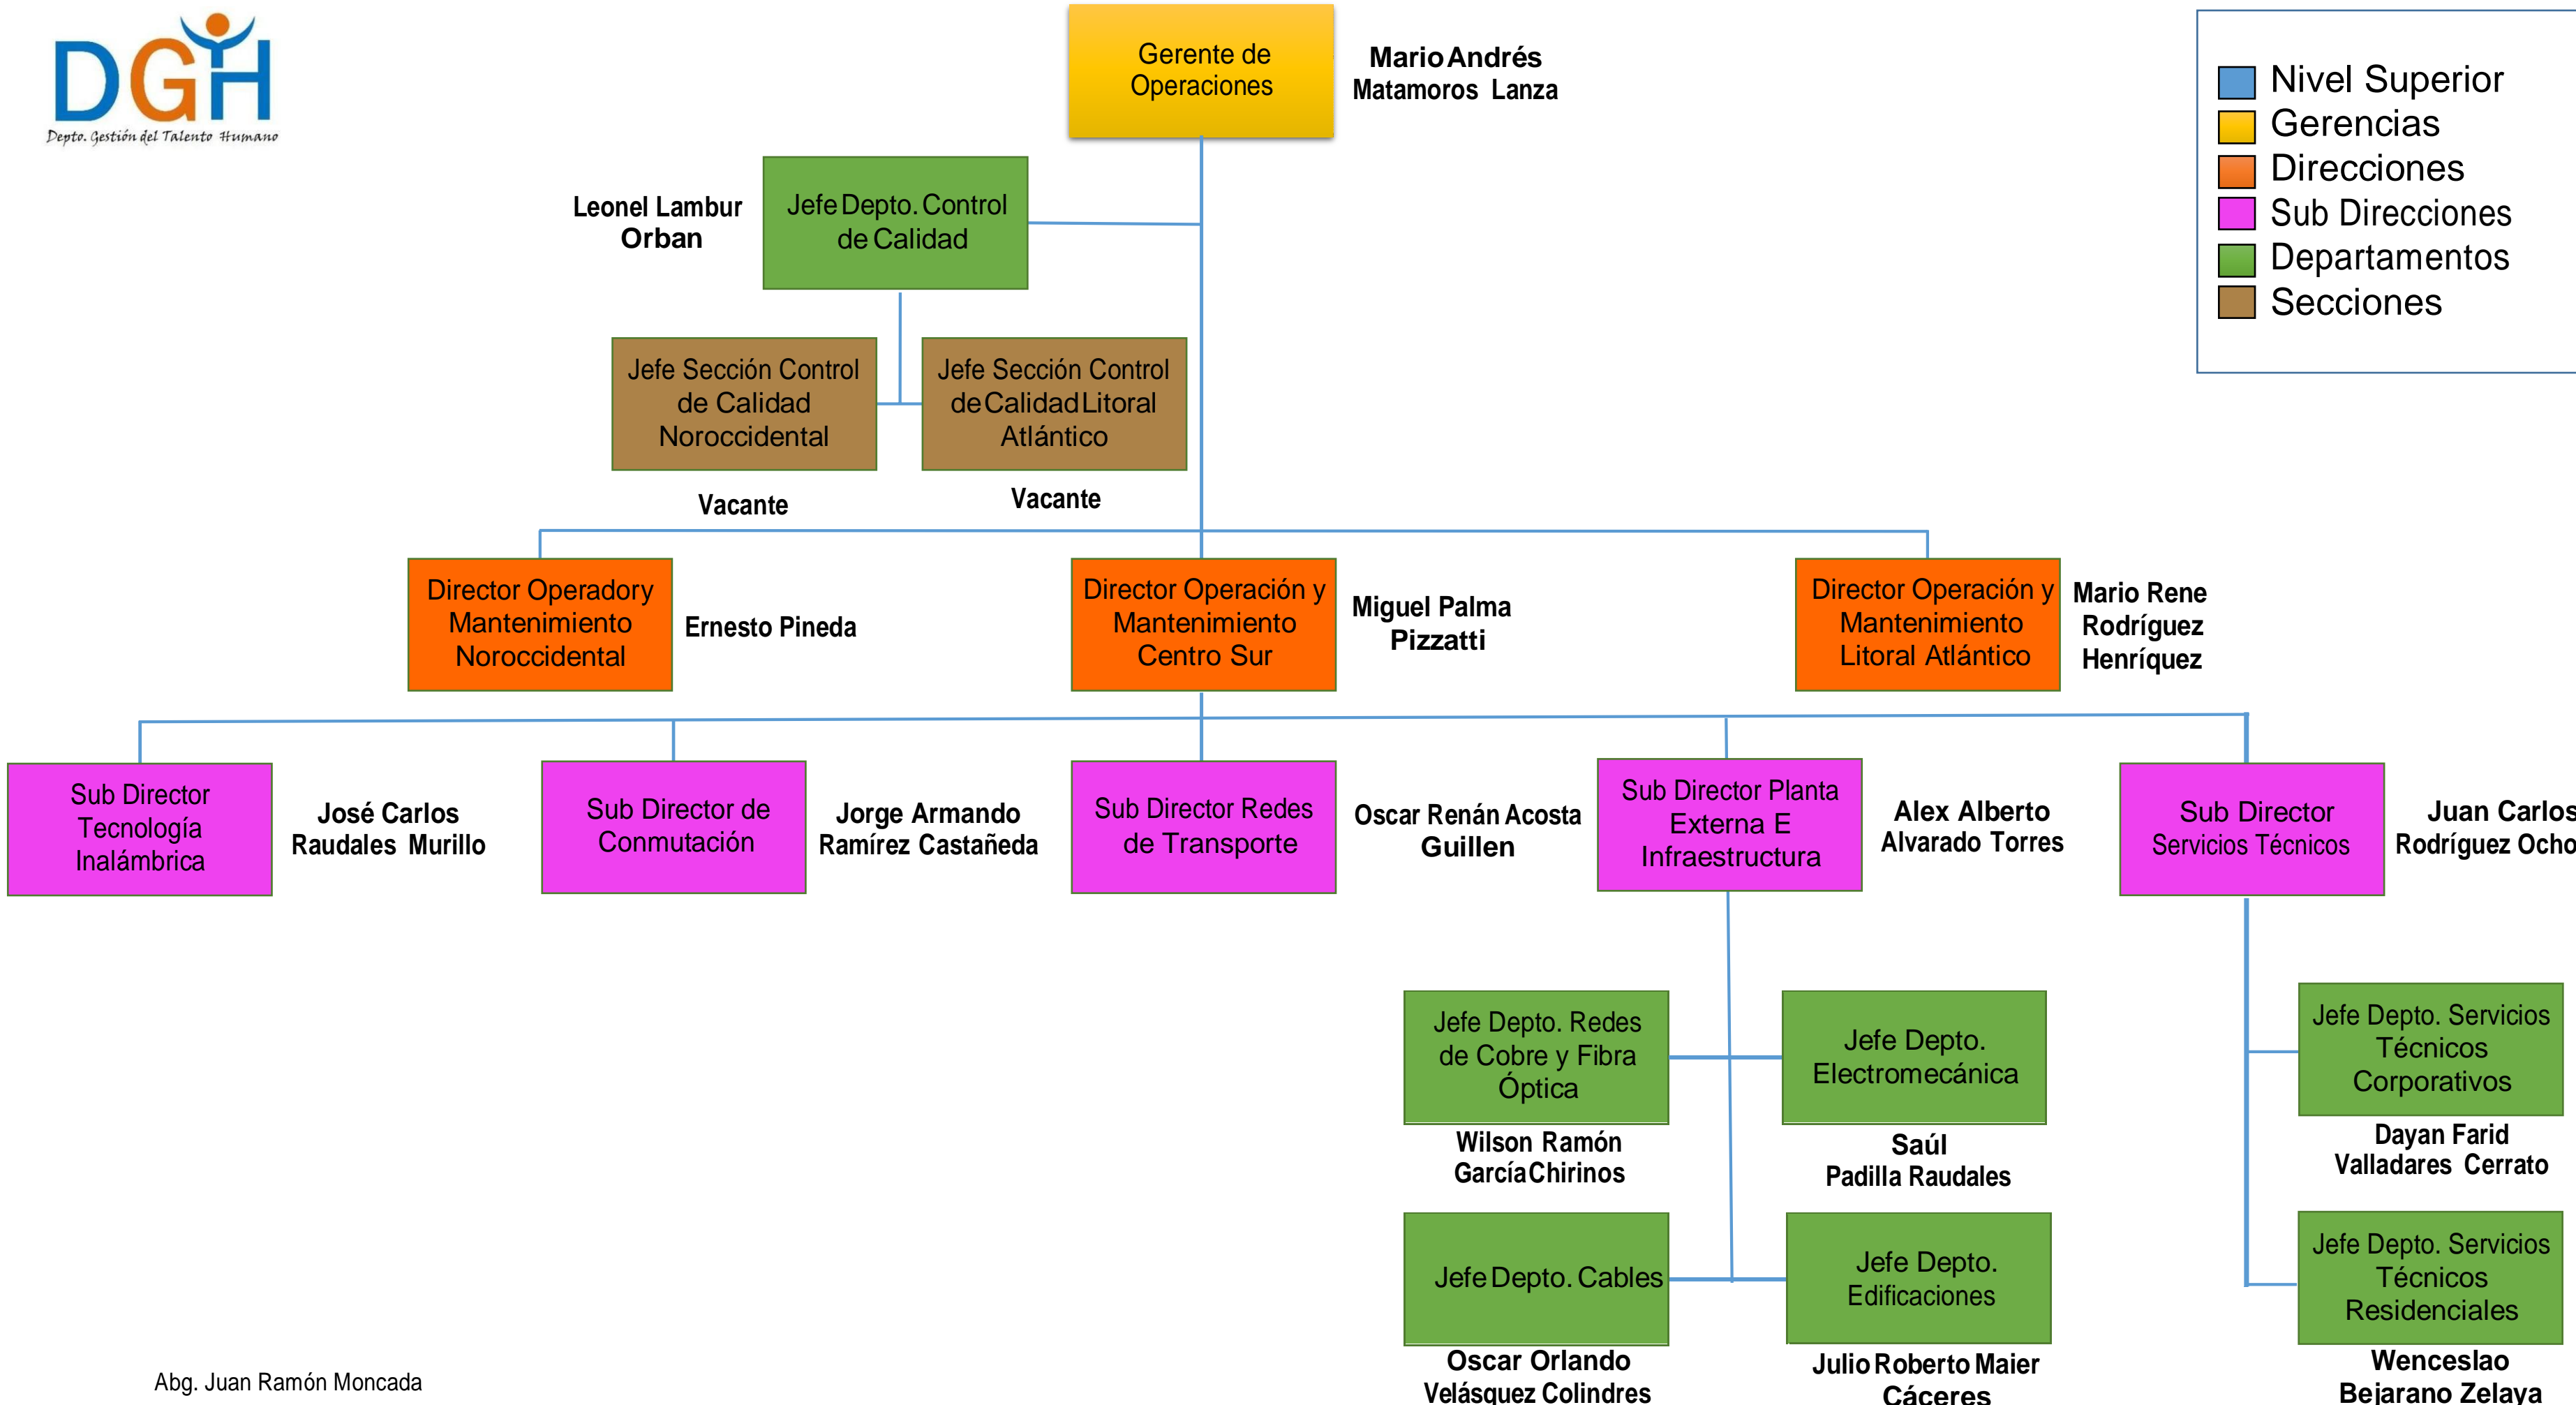 DGTH
Depto. Gestión del Talento Humano
Gerente de
Operaciones
Mario Andrés
Matamoros Lanza
Nivel Superior
Gerencias
Direcciones
Sub Direcciones
Departamentos
Secciones
Leonel Lambur
Orban
Jefe Depto. Control
de Calidad
Jefe Sección Control
de Calidad
Noroccidental
Vacante
Jefe Sección Control
de Calidad Litoral
Atlántico
Vacante
Director Operador y
Mantenimiento
Noroccidental
Ernesto Pineda
Director Operación y
Mantenimiento
Centro Sur
Miguel Palma
Pizzatti
Director Operación y
Mantenimiento
Litoral Atlántico
Mario Rene
Rodríguez
Henríquez
Sub Director
Tecnología
Inalámbrica
José Carlos
Raudales Murillo
Sub Director de
Conmutación
Jorge Armando
Ramírez Castañeda
Sub Director Redes
de Transporte
Oscar Renán Acosta
Guillen
Sub Director Planta
Externa E
Infraestructura
Alex Alberto
Alvarado Torres
Sub Director
Servicios Técnicos
Juan Carlos
Rodríguez Ocho
Jefe Depto. Redes
de Cobre y Fibra
Óptica
Wilson Ramón
García Chirinos
Jefe Depto.
Electromecánica
Saúl
Padilla Raudales
Jefe Depto. Servicios
Técnicos
Corporativos
Dayan Farid
Valladares Cerrato
Jefe Depto. Cables
Oscar Orlando
Velásquez Colindres
Jefe Depto.
Edificaciones
Julio Roberto Maier
Cáceres
Jefe Depto. Servicios
Técnicos
Residenciales
Wenceslao
Bejarano Zelaya
Abg. Juan Ramón Moncada